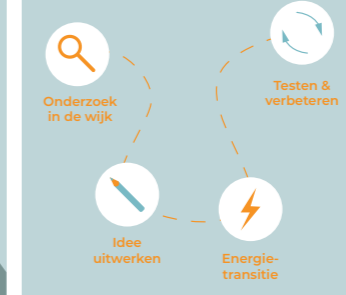 Onderzoek
in de wijk
Idee
uitwerken
Energie-
transitie
Testen &
verbeteren